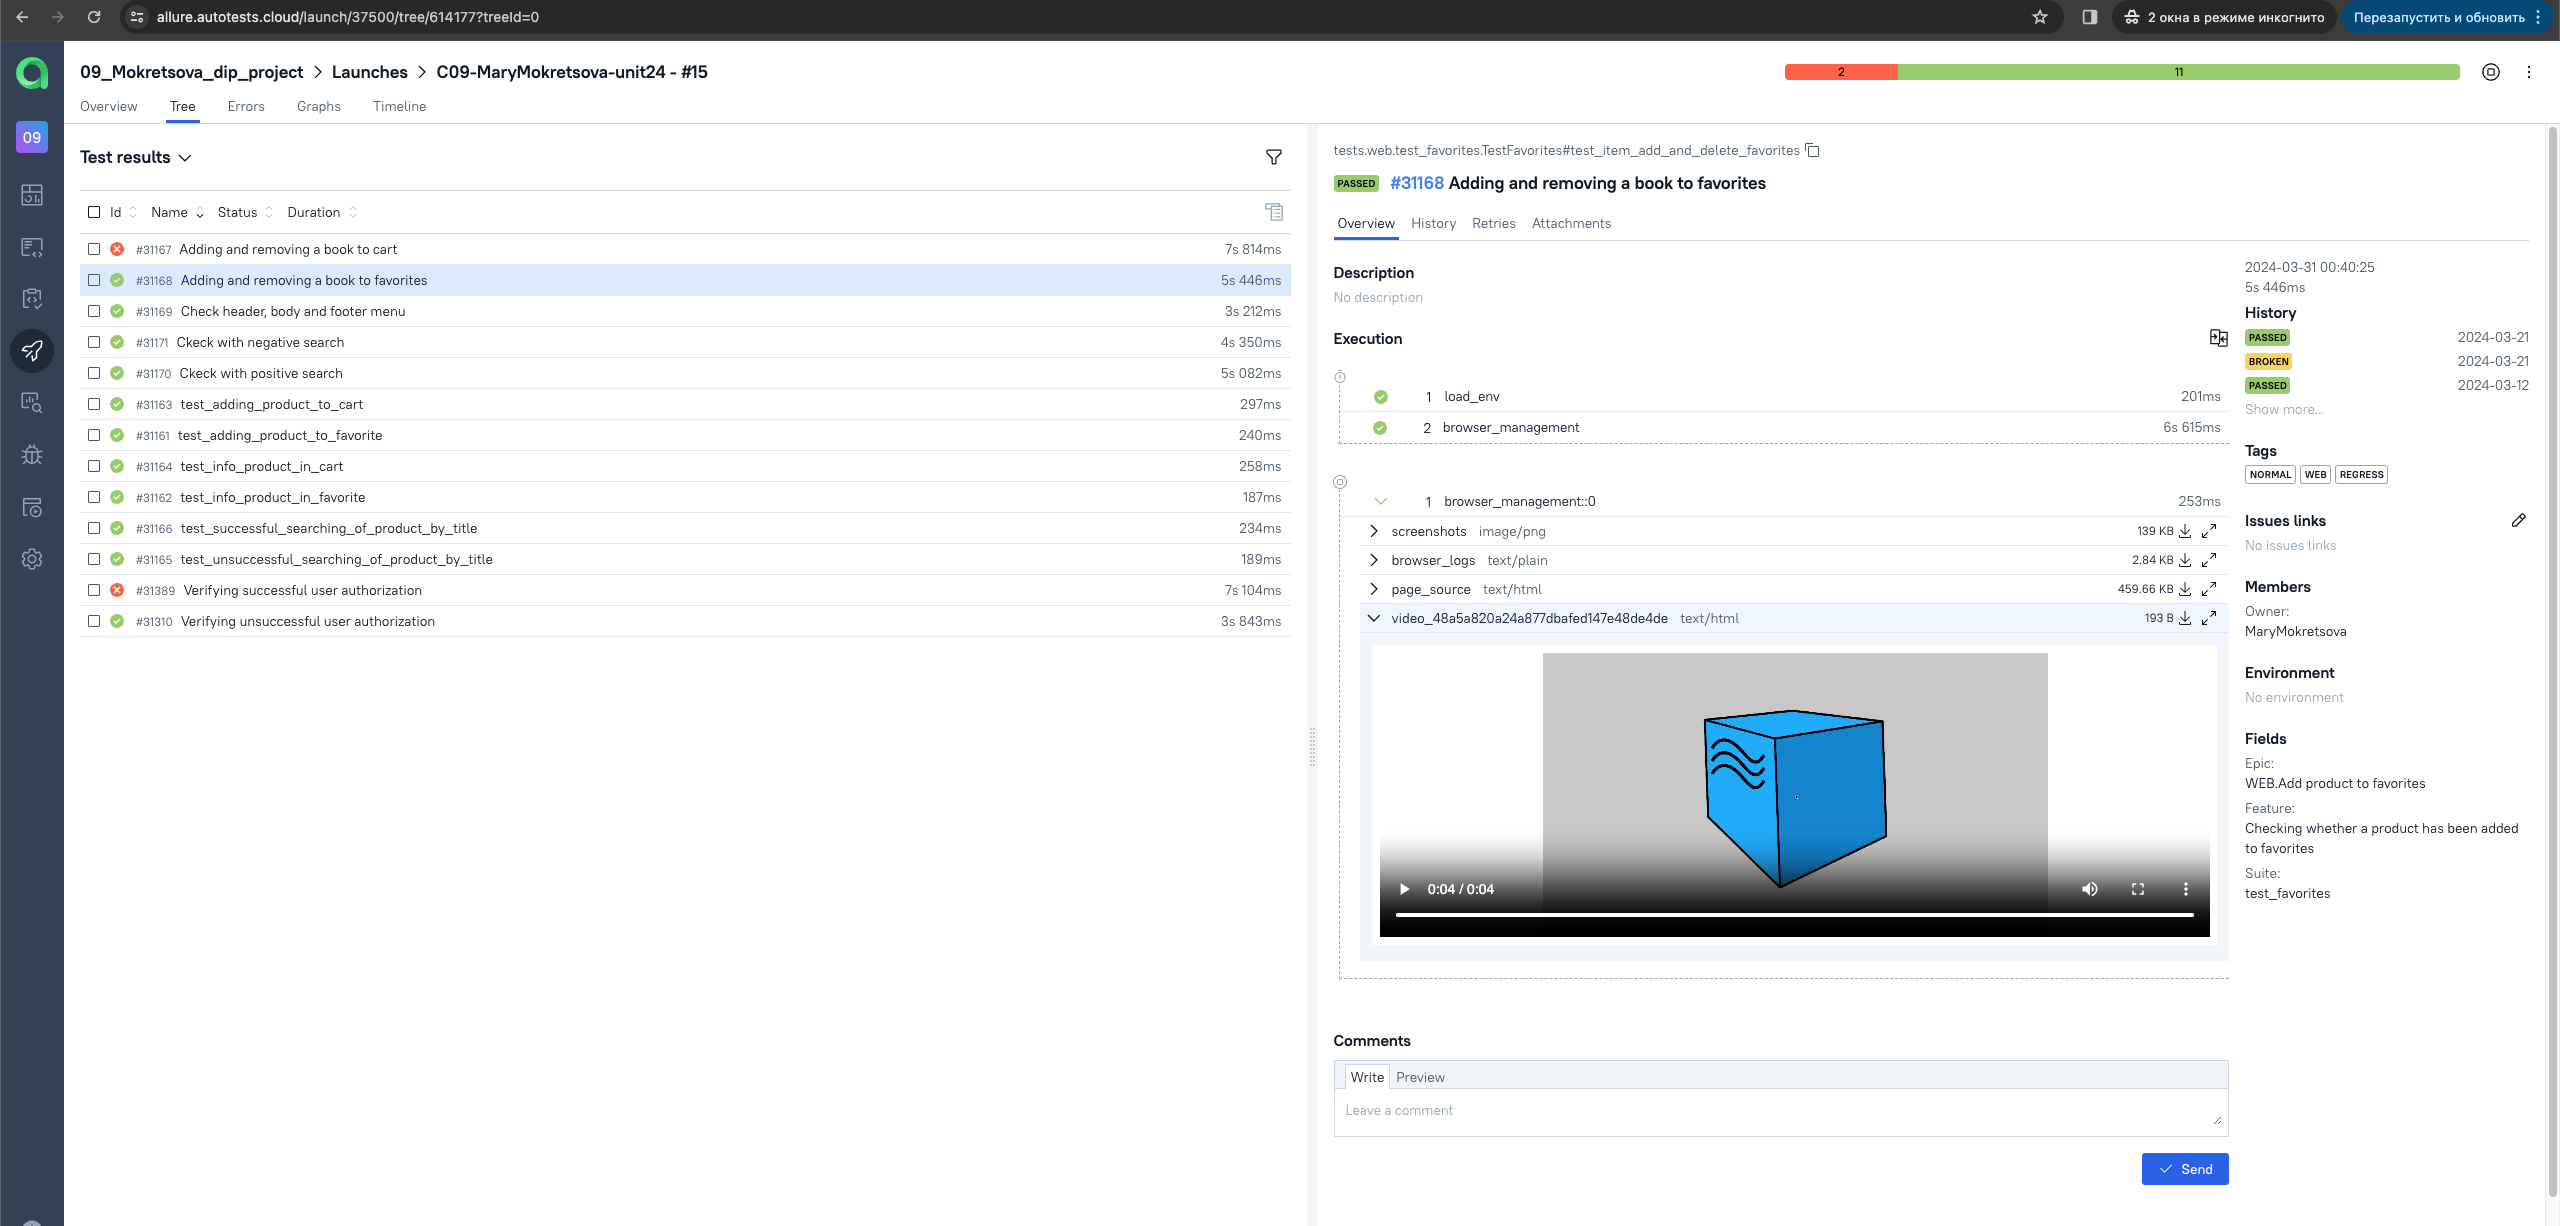 allure.autotests.cloud/launch/37500/tree/614177?treeId=0
2 окна в режиме инкогнито
Перезапустить и обновить
09_Mokretsova_dip_project > Launches > C09-MaryMokretsova-unit24 - #15
2
11
Overview Tree Errors Graphs Timeline
09
Test results
Id Name Status Duration
#31167 Adding and removing a book to cart 7s 814ms
#31168 Adding and removing a book to favorites 5s 446ms
#31169 Check header, body and footer menu 3s 212ms
#31171 Ckeck with negative search 4s 350ms
#31170 Ckeck with positive search 5s 082ms
#31163 test_adding_product_to_cart 297ms
#31161 test_adding_product_to_favorite 240ms
#31164 test_info_product_in_cart 258ms
#31162 test_info_product_in_favorite 187ms
#31166 test_successful_searching_of_product_by_title 234ms
#31165 test_unsuccessful_searching_of_product_by_title 189ms
#31389 Verifying successful user authorization 7s 104ms
#31310 Verifying unsuccessful user authorization 3s 843ms
tests.web.test_favorites.TestFavorites#test_item_add_and_delete_favorites
PASSED #31168 Adding and removing a book to favorites
Overview History Retries Attachments
Description
No description
Execution
1 load_env 201ms
2 browser_management 6s 615ms
1 browser_management::0 253ms
screenshots image/png 139 KB
browser_logs text/plain 2.84 KB
page_source text/html 459.66 KB
video_48a5a820a24a877dbafed147e48de4de text/html 193 B
0:04 / 0:04
Comments
Write Preview
Leave a comment
Send
2024-03-31 00:40:25
5s 446ms
History
PASSED 2024-03-21
BROKEN 2024-03-21
PASSED 2024-03-12
Show more...
Tags
NORMAL WEB REGRESS
Issues links
No issues links
Members
Owner:
MaryMokretsova
Environment
No environment
Fields
Epic:
WEB.Add product to favorites
Feature:
Checking whether a product has been added
to favorites
Suite:
test_favorites